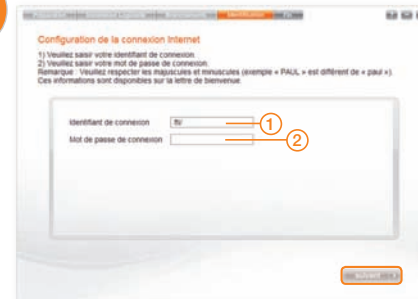 Identification
Configuration de la connexion Internet
1) Veuillez saisir votre identifiant de connexion.
2) Veuillez saisir votre mot de passe de connexion.
Remarque : Veuillez respecter les majuscules et minuscules (exemple « PAUL » est différent de « paul »).
Ces informations sont disponibles sur la lettre de bienvenue.
Identifiant de connexion fti/ 1
Mot de passe de connexion 2
suivant